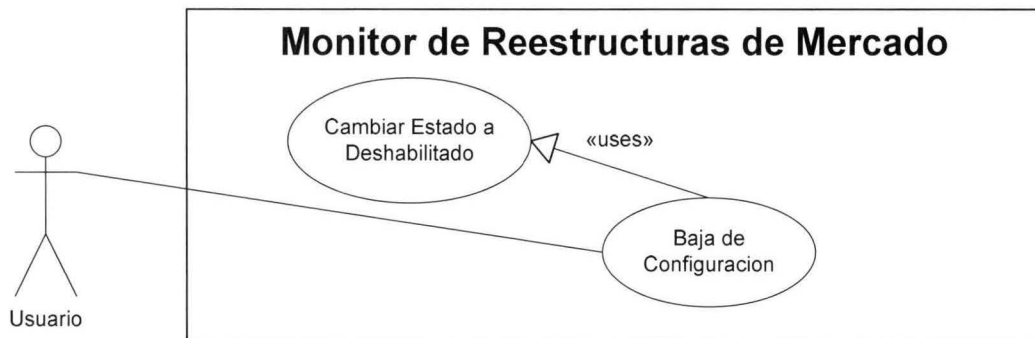 Monitor de Reestructuras de Mercado
Cambiar Estado a
Deshabilitado
«uses»
Baja de
Configuracion
Usuario